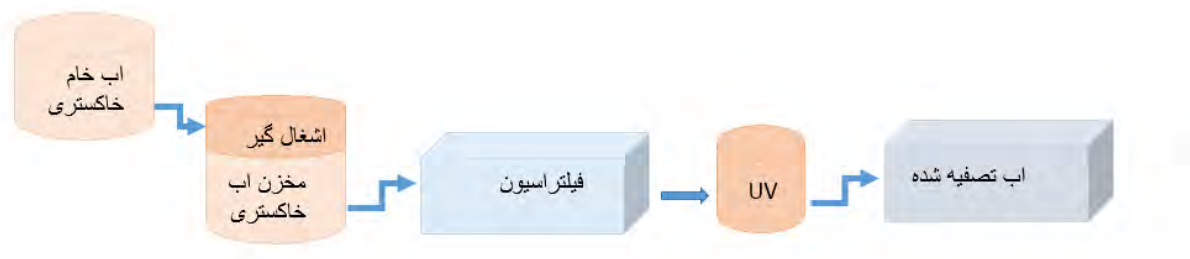 اب خام
خاکستری
اشغال گیر
مخزن اب
خاکستری
فیلتراسیون
UV
اب تصفیه شده